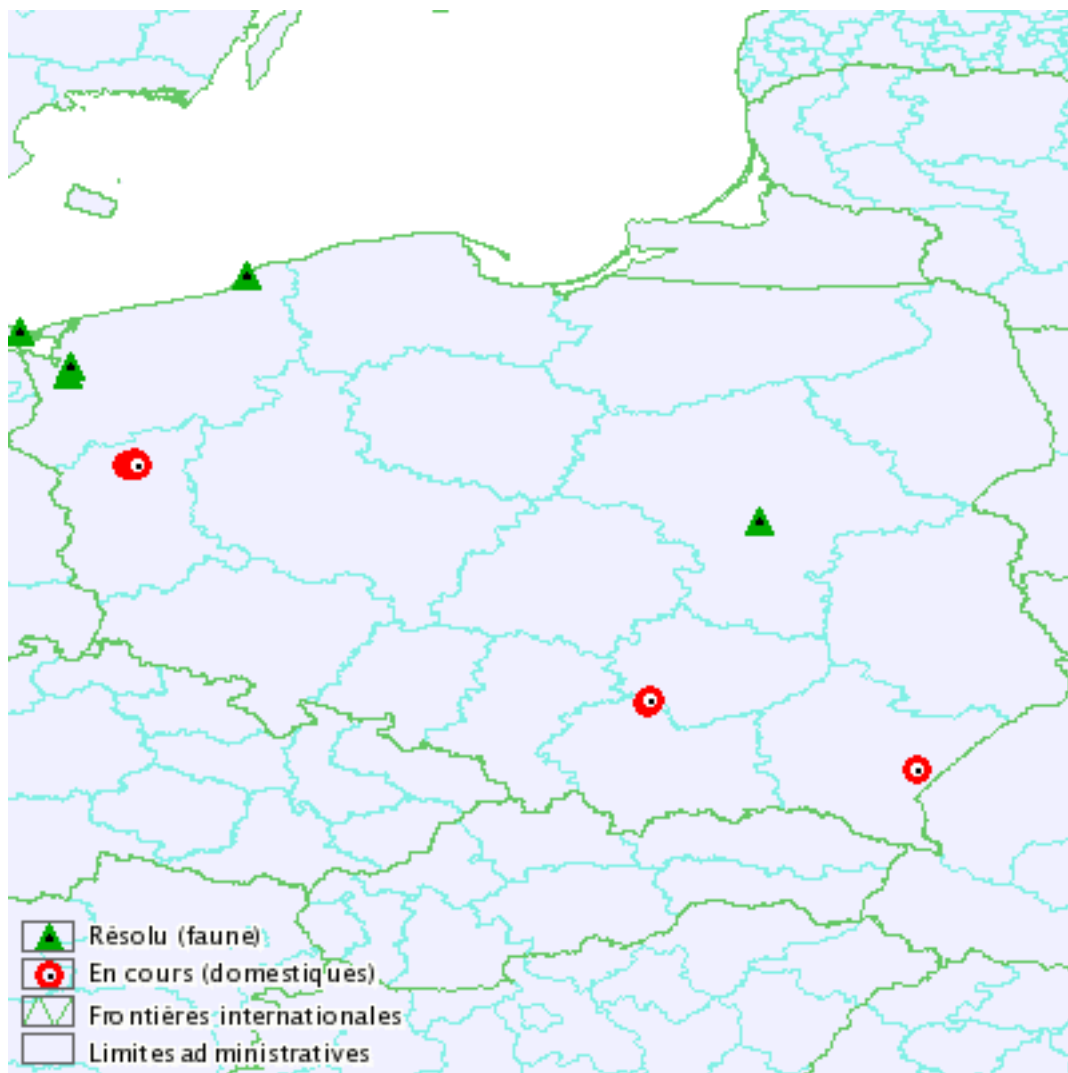 Résolu (faune)
En cours (domestiques)
Frontières internationales
Limites administratives